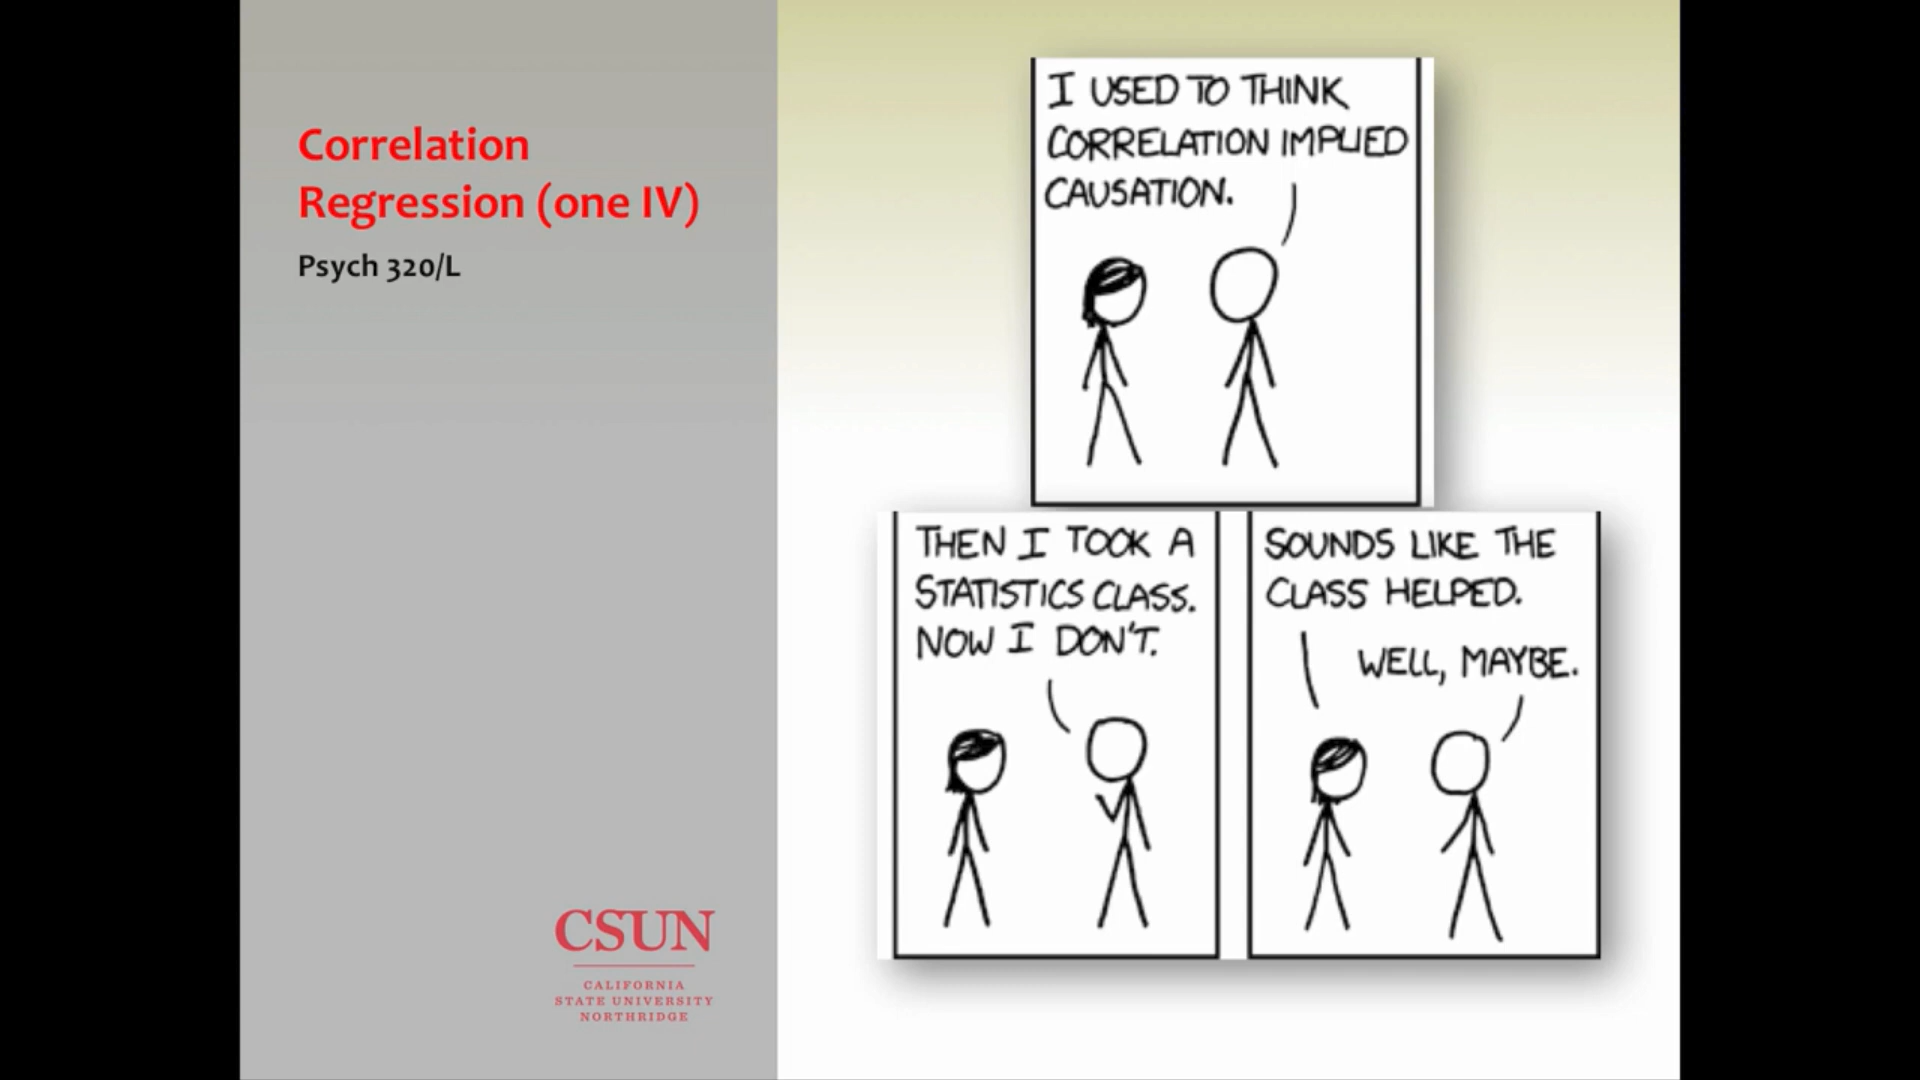 Correlation
Regression (one IV)
Psych 320/L
CSUN
CALIFORNIA
STATE UNIVERSITY
NORTHRIDGE
I USED TO THINK
CORRELATION IMPLIED
CAUSATION.
THEN I TOOK A
STATISTICS CLASS.
NOW I DON'T.
SOUNDS LIKE THE
CLASS HELPED.
WELL, MAYBE.